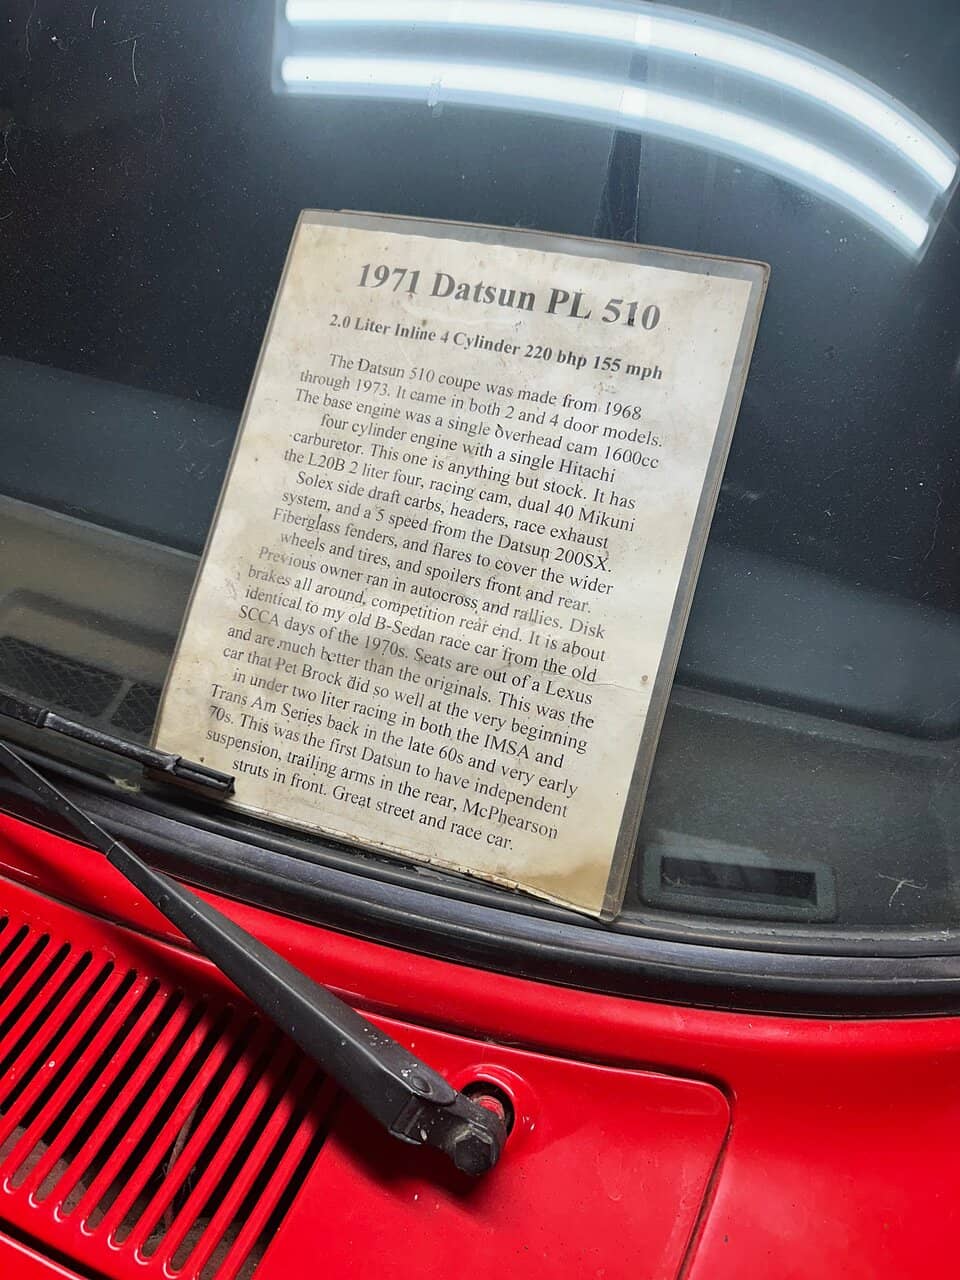 1971 Datsun PL 510
2.0 Liter Inline 4 Cylinder 220 bhp 155 mph
The Datsun 510 coupe was made from 1968
through 1973. It came in both 2 and 4 door models.
The base engine was a single overhead cam 1600cc
four cylinder engine with a single Hitachi
carburetor. This one is anything but stock. It has
the L20B 2 liter four, racing cam, dual 40 Mikuni
Solex side draft carbs, headers, race exhaust
system, and a 5 speed from the Datsun 200SX.
Fiberglass fenders, and flares to cover the wider
wheels and tires, and spoilers front and rear.
Previous owner ran in autocross and rallies. Disk
brakes all around, competition rear end. It is about
identical to my old B-Sedan race car from the old
SCCA days of the 1970s. Seats are out of a Lexus
and are much better than the originals. This was the
car that Pet Brock did so well at the very beginning
in under two liter racing in both the IMSA and
Trans Am Series back in the late 60s and very early
70s. This was the first Datsun to have independent
suspension, trailing arms in the rear, McPhearson
struts in front. Great street and race car.